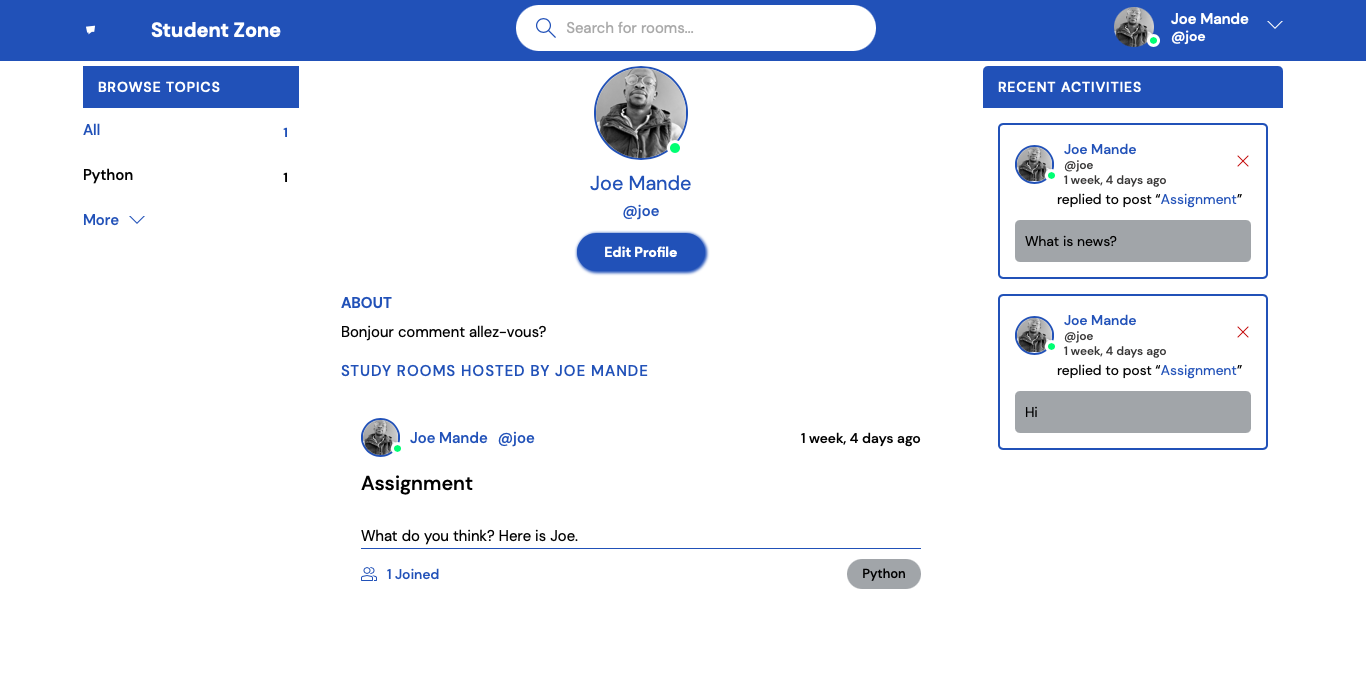 Student Zone
Search for rooms...
Joe Mande
@joe
BROWSE TOPICS
All 1
Python 1
More
Joe Mande
@joe
Edit Profile
ABOUT
Bonjour comment allez-vous?
STUDY ROOMS HOSTED BY JOE MANDE
Joe Mande @joe 1 week, 4 days ago
Assignment
What do you think? Here is Joe.
1 Joined Python
RECENT ACTIVITIES
Joe Mande
@joe
1 week, 4 days ago
replied to post “Assignment”
What is news?
Joe Mande
@joe
1 week, 4 days ago
replied to post “Assignment”
Hi